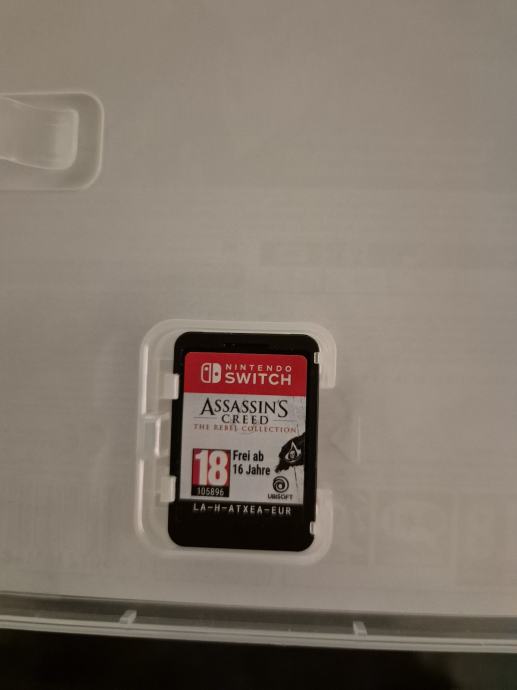 NINTENDO
SWITCH
ASSASSIN'S
CREED
THE REBEL COLLECTION
18
Frei ab
16 Jahre
105896
UBISOFT
LA-H-ATXEA-EUR